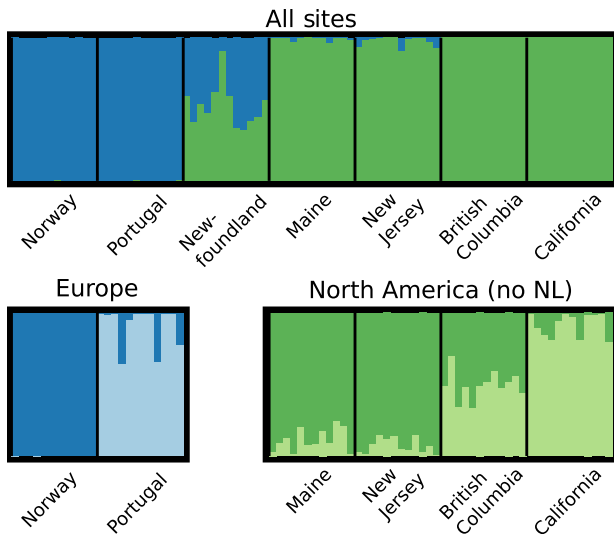 All sites
Norway
Portugal
New-
foundland
Maine
New
Jersey
British
Columbia
California
Europe
North America (no NL)
Norway
Portugal
Maine
New
Jersey
British
Columbia
California